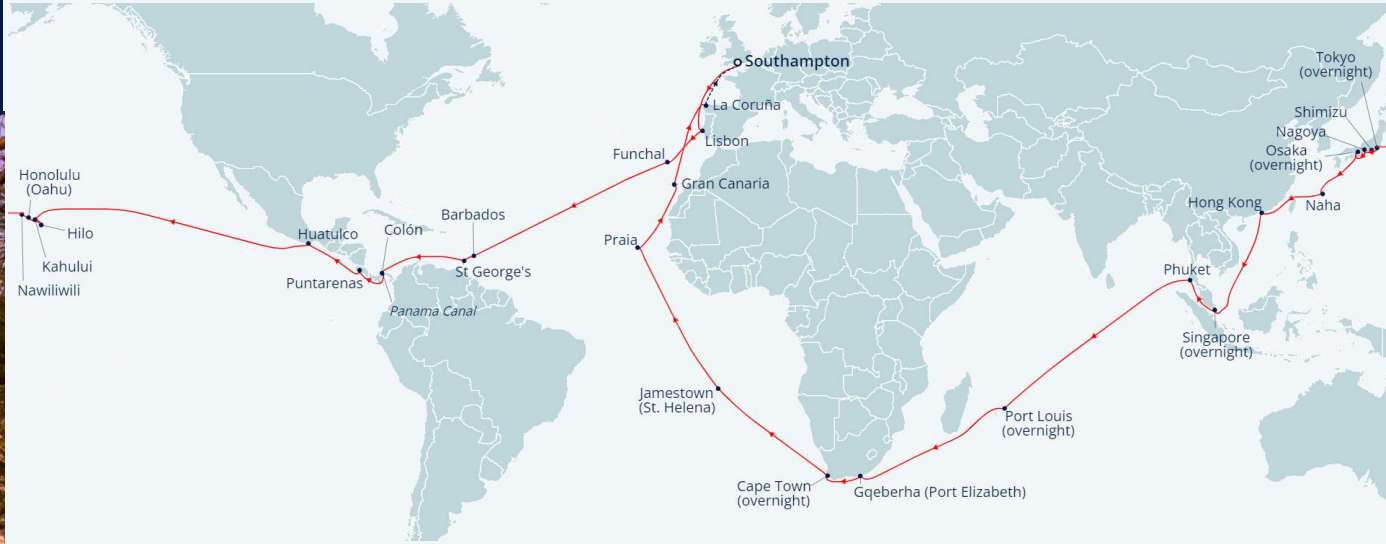 Southampton
Tokyo
(overnight)
La Coruña
Shimizu
Nagoya
Osaka
(overnight)
Lisbon
Funchal
Gran Canaria
Honolulu
(Oahu)
Hilo
Kahului
Nawiliwili
Barbados
Huatulco
Colón
St George's
Puntarenas
Panama Canal
Praia
Hong Kong
Naha
Phuket
Singapore
(overnight)
Jamestown
(St. Helena)
Port Louis
(overnight)
Cape Town
(overnight)
Gqeberha (Port Elizabeth)